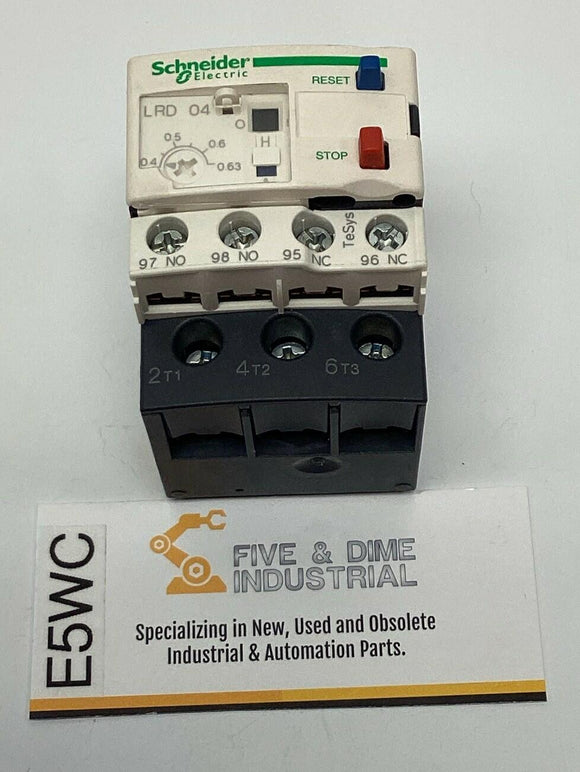 Schneider
Electric
RESET
LRD 04
O
0.5
0.6
H
0.4
0.63
A
STOP
TeSys
97 NO 98 NO 95 NC 96 NC
2T1 4T2 6T3
E5WC
FIVE & DIME
INDUSTRIAL
Specializing in New, Used and Obsolete
Industrial & Automation Parts.